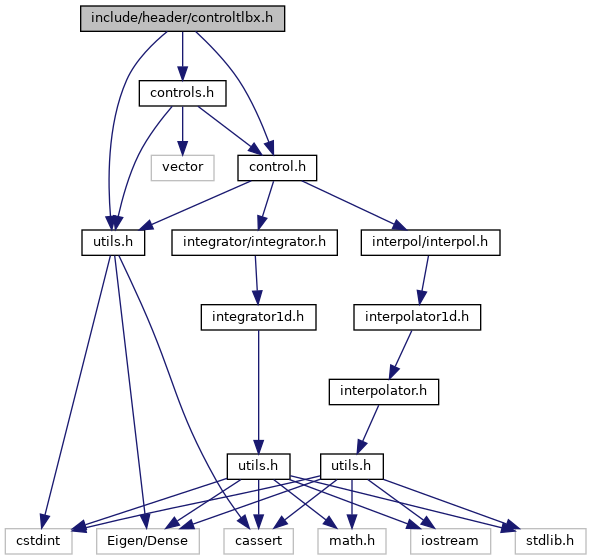 include/header/controltlbx.h
controls.h
vector
control.h
utils.h
integrator/integrator.h
interpol/interpol.h
integrator1d.h
interpolator1d.h
interpolator.h
utils.h
utils.h
cstdint
Eigen/Dense
cassert
math.h
iostream
stdlib.h